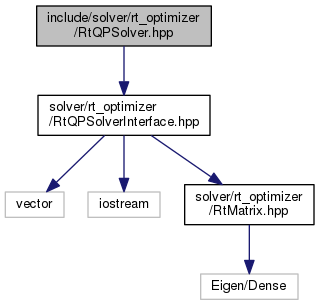 include/solver/rt_optimizer
/RtQPSolver.hpp
solver/rt_optimizer
/RtQPSolverInterface.hpp
vector
iostream
solver/rt_optimizer
/RtMatrix.hpp
Eigen/Dense